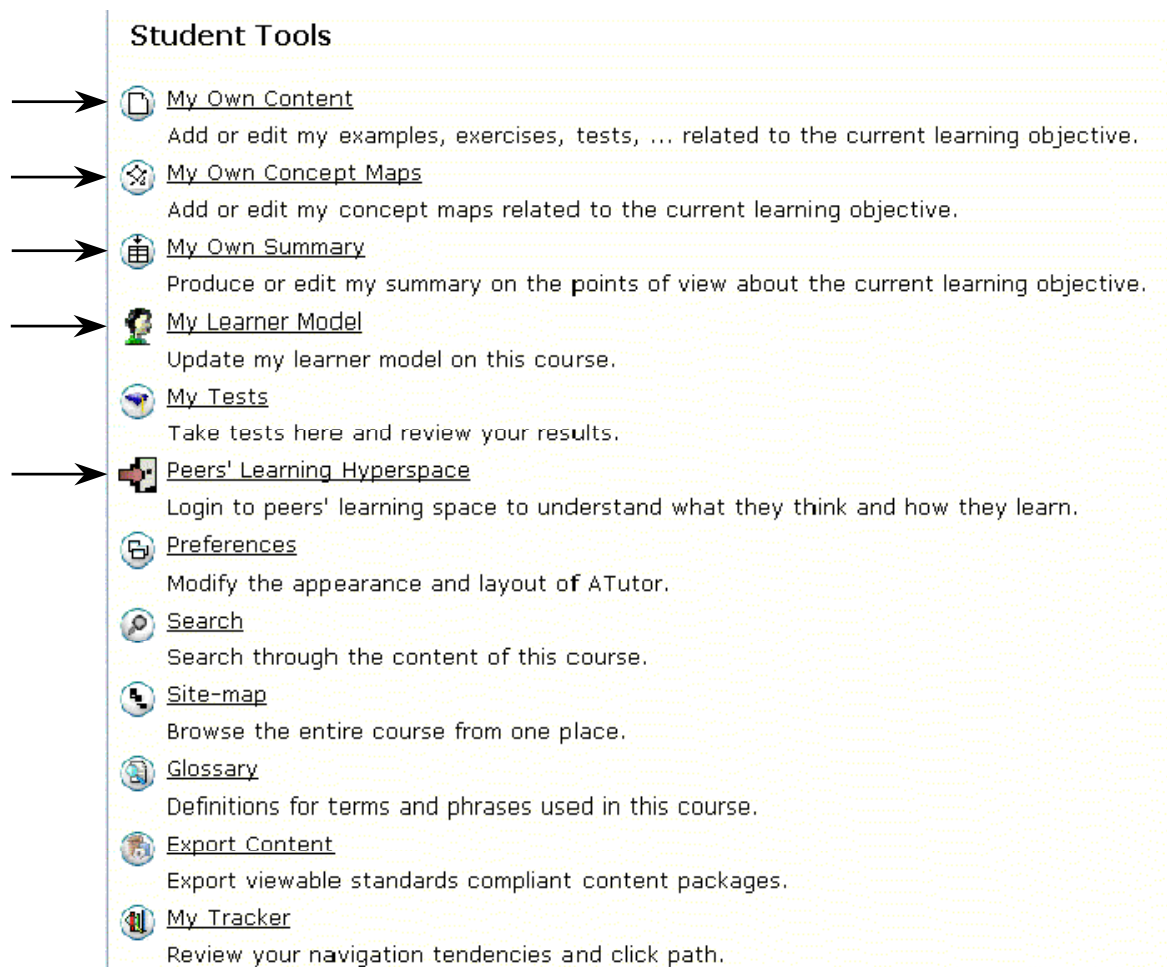 Student Tools
My Own Content
Add or edit my examples, exercises, tests, ... related to the current learning objective.
My Own Concept Maps
Add or edit my concept maps related to the current learning objective.
My Own Summary
Produce or edit my summary on the points of view about the current learning objective.
My Learner Model
Update my learner model on this course.
My Tests
Take tests here and review your results.
Peers' Learning Hyperspace
Login to peers' learning space to understand what they think and how they learn.
Preferences
Modify the appearance and layout of ATutor.
Search
Search through the content of this course.
Site-map
Browse the entire course from one place.
Glossary
Definitions for terms and phrases used in this course.
Export Content
Export viewable standards compliant content packages.
My Tracker
Review your navigation tendencies and click path.